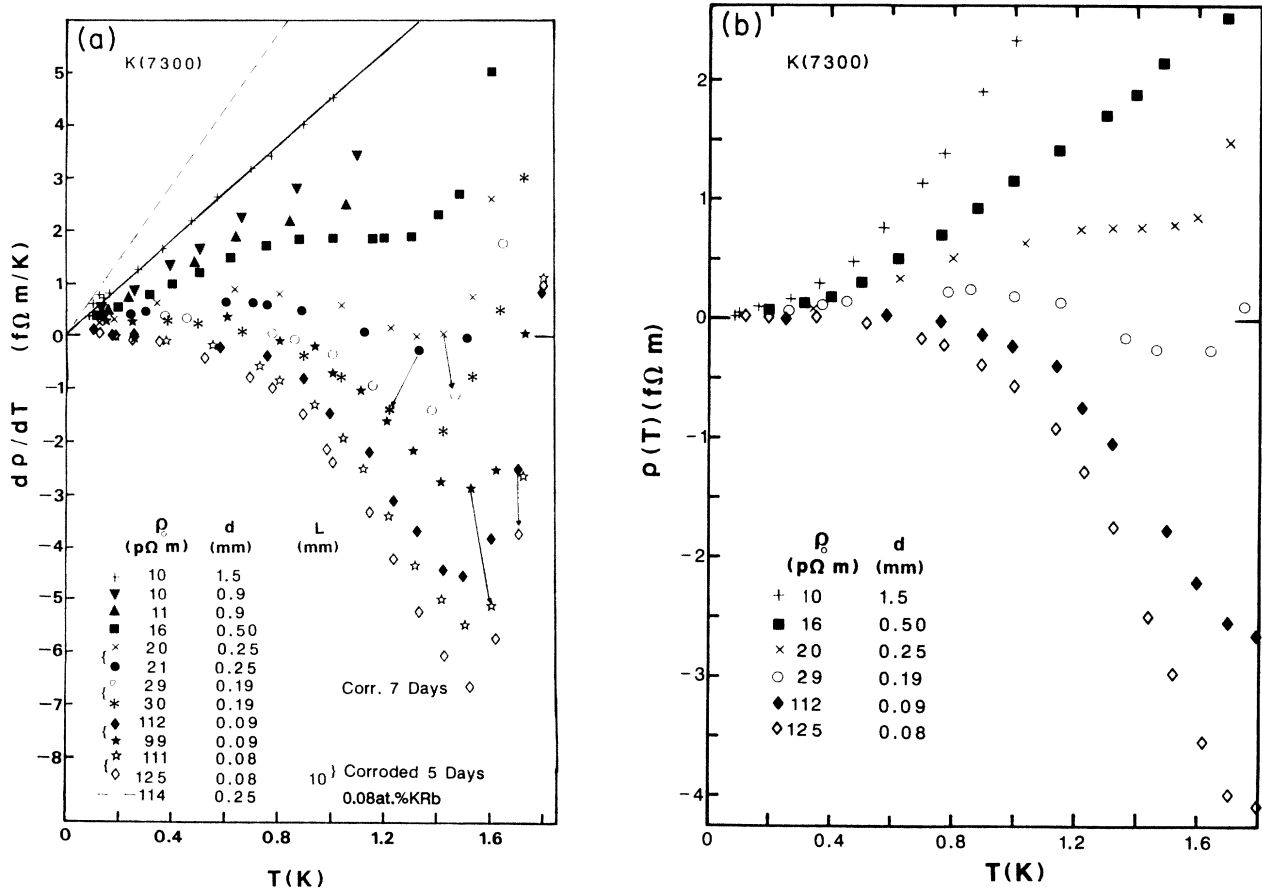 (a)
K(7300)
5
4
3
2
1
0
−1
−2
−3
−4
−5
−6
−7
−8
dρ/dT (fΩ m/K)
ρ₀ d L
(pΩ m) (mm) (mm)
+ 10 1.5
▼ 10 0.9
▲ 11 0.9
■ 16 0.50
× 20 0.25
● 21 0.25
○ 29 0.19
✳ 30 0.19
◆ 112 0.09
★ 99 0.09
☆ 111 0.08
◇ 125 0.08
— 114 0.25
Corr. 7 Days
10 } Corroded 5 Days
0.08at.%KRb
0 0.4 0.8 1.2 1.6
T(K)
(b)
K(7300)
2
1
0
−1
−2
−3
−4
ρ(T)(fΩ m)
ρ₀ d
(pΩ m) (mm)
+ 10 1.5
■ 16 0.50
× 20 0.25
○ 29 0.19
◆ 112 0.09
◇ 125 0.08
0 0.4 0.8 1.2 1.6
T(K)